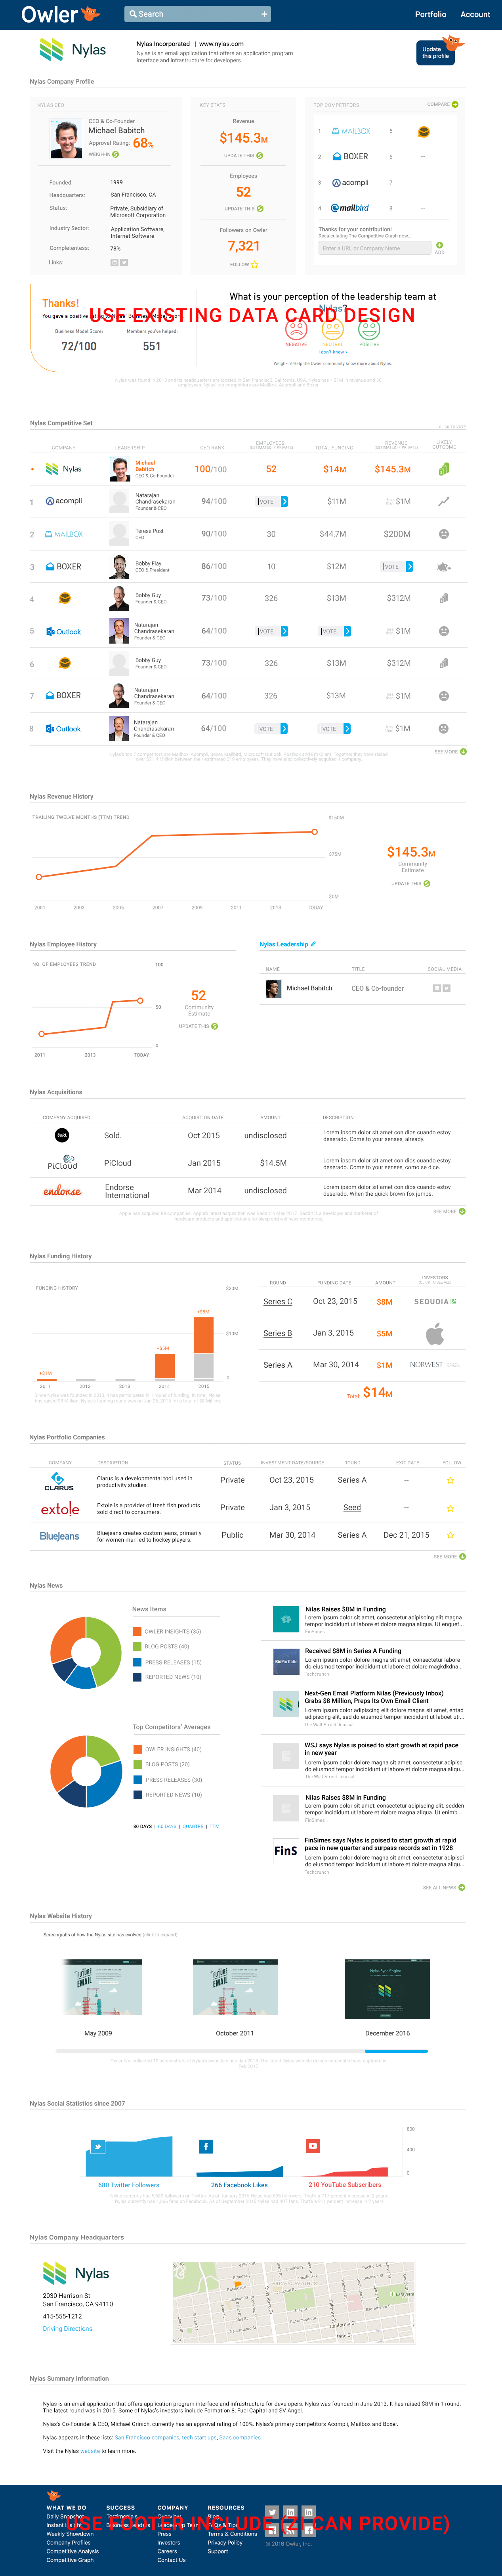 Owler
Search
+
Portfolio
Account
Nylas
Nylas Incorporated | www.nylas.com
Nylas is an email application that offers an application program
interface and infrastructure for developers.
Update
this profile
Nylas Company Profile
NYLAS CEO
CEO & Co-Founder
Michael Babitch
Approval Rating: 68%
WEIGH IN
Founded: 1999
Headquarters: San Francisco, CA
Status: Private, Subsidiary of
Microsoft Corporation
Industry Sector: Application Software,
Internet Software
Completeness: 78%
Links:
KEY STATS
Revenue
$145.3M
UPDATE THIS
Employees
52
UPDATE THIS
Followers on Owler
7,321
FOLLOW
TOP COMPETITORS
COMPARE
1 MAILBOX 5
2 BOXER 6 --
3 acompli 7 --
4 mailbird 8 --
Thanks for your contribution!
Recalculating The Competitive Graph now...
Enter a URL or Company Name
ADD
Thanks!
Business Model Score:
72/100
Members you've helped:
551
What is your perception of the leadership team at
Nylas?
USE EXISTING DATA CARD DESIGN
NEGATIVE
NEUTRAL
POSITIVE
I don't know >
Weigh-in! Help the Owler community know more about Nylas.
Nylas Competitive Set
COMPANY LEADERSHIP CEO RANK EMPLOYEES TOTAL FUNDING REVENUE LIKELY
OUTCOME
Nylas Michael
Babitch
CEO & Co-Founder 100/100 52 $14M $145.3M
1 acompli Natarajan
Chandrasekaran
Founder & CEO 94/100 VOTE $11M $1M
2 MAILBOX Terese Post
CEO 90/100 30 $44.7M $200M
3 BOXER Bobby Flay
CEO & President 86/100 10 $12M VOTE
4 Bobby Guy
Founder & CEO 73/100 326 $13M $312M
5 Outlook Natarajan
Chandrasekaran
Founder & CEO 64/100 VOTE VOTE $1M
6 Bobby Guy
Founder & CEO 73/100 326 $13M $312M
7 BOXER Natarajan
Chandrasekaran
Founder & CEO 64/100 326 $13M $1M
8 Outlook Natarajan
Chandrasekaran
Founder & CEO 64/100 VOTE VOTE $1M
SEE MORE
Nylas Revenue History
TRAILING TWELVE MONTHS (TTM) TREND
$150M
$75M
$0M
2001 2003 2005 2007 2009 2011 2013 TODAY
$145.3M
Community
Estimate
UPDATE THIS
Nylas Employee History
NO. OF EMPLOYEES TREND
100
50
0
2011 2013 TODAY
52
Community
Estimate
UPDATE THIS
Nylas Leadership
NAME TITLE SOCIAL MEDIA
Michael Babitch CEO & Co-founder
Nylas Acquisitions
COMPANY ACQUIRED ACQUISTION DATE AMOUNT DESCRIPTION
Sold. Sold. Oct 2015 undisclosed Lorem ipsum dolor sit amet con dios cuando estoy
deserado. Come to your senses, already.
PiCloud PiCloud Jan 2015 $14.5M Lorem ipsum dolor sit amet con dios cuando estoy
deserado. Come to your senses, como se dice.
endorse Endorse
International Mar 2014 undisclosed Lorem ipsum dolor sit amet con dios cuando estoy
deserado. When the quick brown fox jumps.
SEE MORE
Nylas Funding History
FUNDING HISTORY
$20M
$10M
0
+$1M
+$5M
+$8M
2011 2012 2013 2014 2015
ROUND FUNDING DATE AMOUNT INVESTORS
Series C Oct 23, 2015 $8M SEQUOIA
Series B Jan 3, 2015 $5M
Series A Mar 30, 2014 $1M NORWEST
Total: $14M
Nylas Portfolio Companies
COMPANY DESCRIPTION STATUS INVESTMENT DATE/SOURCE ROUND EXIT DATE FOLLOW
CLARUS Clarus is a developmental tool used in
productivity studies. Private Oct 23, 2015 Series A --
extole Extole is a provider of fresh fish products
sold direct to consumers. Private Jan 3, 2015 Seed --
BlueJeans Bluejeans creates custom jeans, primarily
for women married to hockey players. Public Mar 30, 2014 Series A Dec 21, 2015
SEE MORE
Nylas News
News Items
OWLER INSIGHTS (35)
BLOG POSTS (40)
PRESS RELEASES (15)
REPORTED NEWS (10)
Top Competitors' Averages
OWLER INSIGHTS (40)
BLOG POSTS (20)
PRESS RELEASES (30)
REPORTED NEWS (10)
30 DAYS | 60 DAYS | QUARTER | TTM
Nilas Raises $8M in Funding
Lorem ipsum dolor sit amet, consectetur adipiscing elit magna
tempor incididunt ut labore et dolore magna aliqua. Ut enquef...
FinSimes
Received $8M in Series A Funding
Lorem ipsum dolor dolore sit amet, consectetur labore
do eiusmod tempor incididunt ut labore et dolore magkdkdna...
Techcrunch
Next-Gen Email Platform Nilas (Previously Inbox)
Grabs $8 Million, Preps Its Own Email Client
Lorem ipsum dolor adipiscing elit dolore magna sit amet, entad
adipiscing elit, sed do eiusmod tempor incididunt ut labore utr...
The Wall Street Journal
WSJ says Nylas is poised to start growth at rapid pace
in new year
Lorem ipsum dolor dolore magna sit amet, consectetur adipisc
do eiusmod tempor incididunt ut labore et dolore magna aliqu...
The Wall Street Journal
Nilas Raises $8M in Funding
Lorem ipsum dolor sit amet, consectetur adipiscing elit, sedden
tempor incididunt ut labore et dolore magna aliqua. Ut enimb...
FinSimes
FinS
FinSimes says Nylas is poised to start growth at rapid
pace in new quarter and surpass records set in 1928
Lorem ipsum dolor dolore magna sit amet, consectetur adipisci
do eiusmod tempor incididunt ut labore et dolore magna aliqu...
Techcrunch
SEE ALL NEWS
Nylas Website History
Screengrabs of how the Nylas site has evolved (click to expand)
May 2009
October 2011
December 2016
Nylas Social Statistics since 2007
800
400
0
680 Twitter Followers
266 Facebook Likes
210 YouTube Subscribers
Nylas Company Headquarters
Nylas
2030 Harrison St
San Francisco, CA 94110
415-555-1212
Driving Directions
Nylas Summary Information
Nylas is an email application that offers application program interface and infrastructure for developers. Nylas was founded in June 2013. It has raised $8M in 1 round.
The latest round was in 2015. Some of Nylas's investors include Formation 8, Fuel Capital and SV Angel.
Nylas's Co-Founder & CEO, Michael Grinich, currently has an approval rating of 100%. Nylas's primary competitors Acompli, Mailbox and Boxer.
Nylas appears in these lists: San Francisco companies, tech start ups, Saas companies.
Visit the Nylas website to learn more.
WHAT WE DO
Daily Snapshot
Instant Insight
Weekly Showdown
Company Profiles
Competitive Analysis
Competitive Graph
SUCCESS
COMPANY
Press
Investors
Careers
Contact Us
RESOURCES
Blog
FAQs & Tips
Terms & Conditions
Privacy Policy
Support
© 2016 Owler, Inc.
USE FOOTER INCLUDE (ZI CAN PROVIDE)